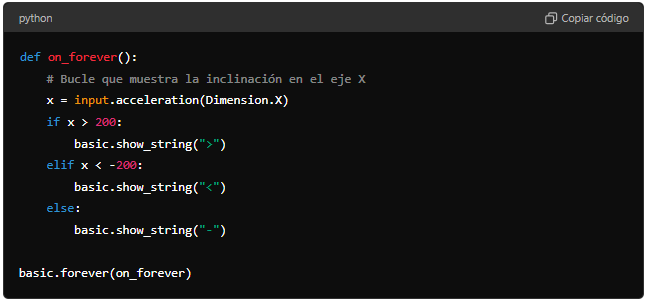 python
Copiar código
def on_forever():
    # Bucle que muestra la inclinación en el eje X
    x = input.acceleration(Dimension.X)
    if x > 200:
        basic.show_string(">")
    elif x < -200:
        basic.show_string("<")
    else:
        basic.show_string("-")
basic.forever(on_forever)